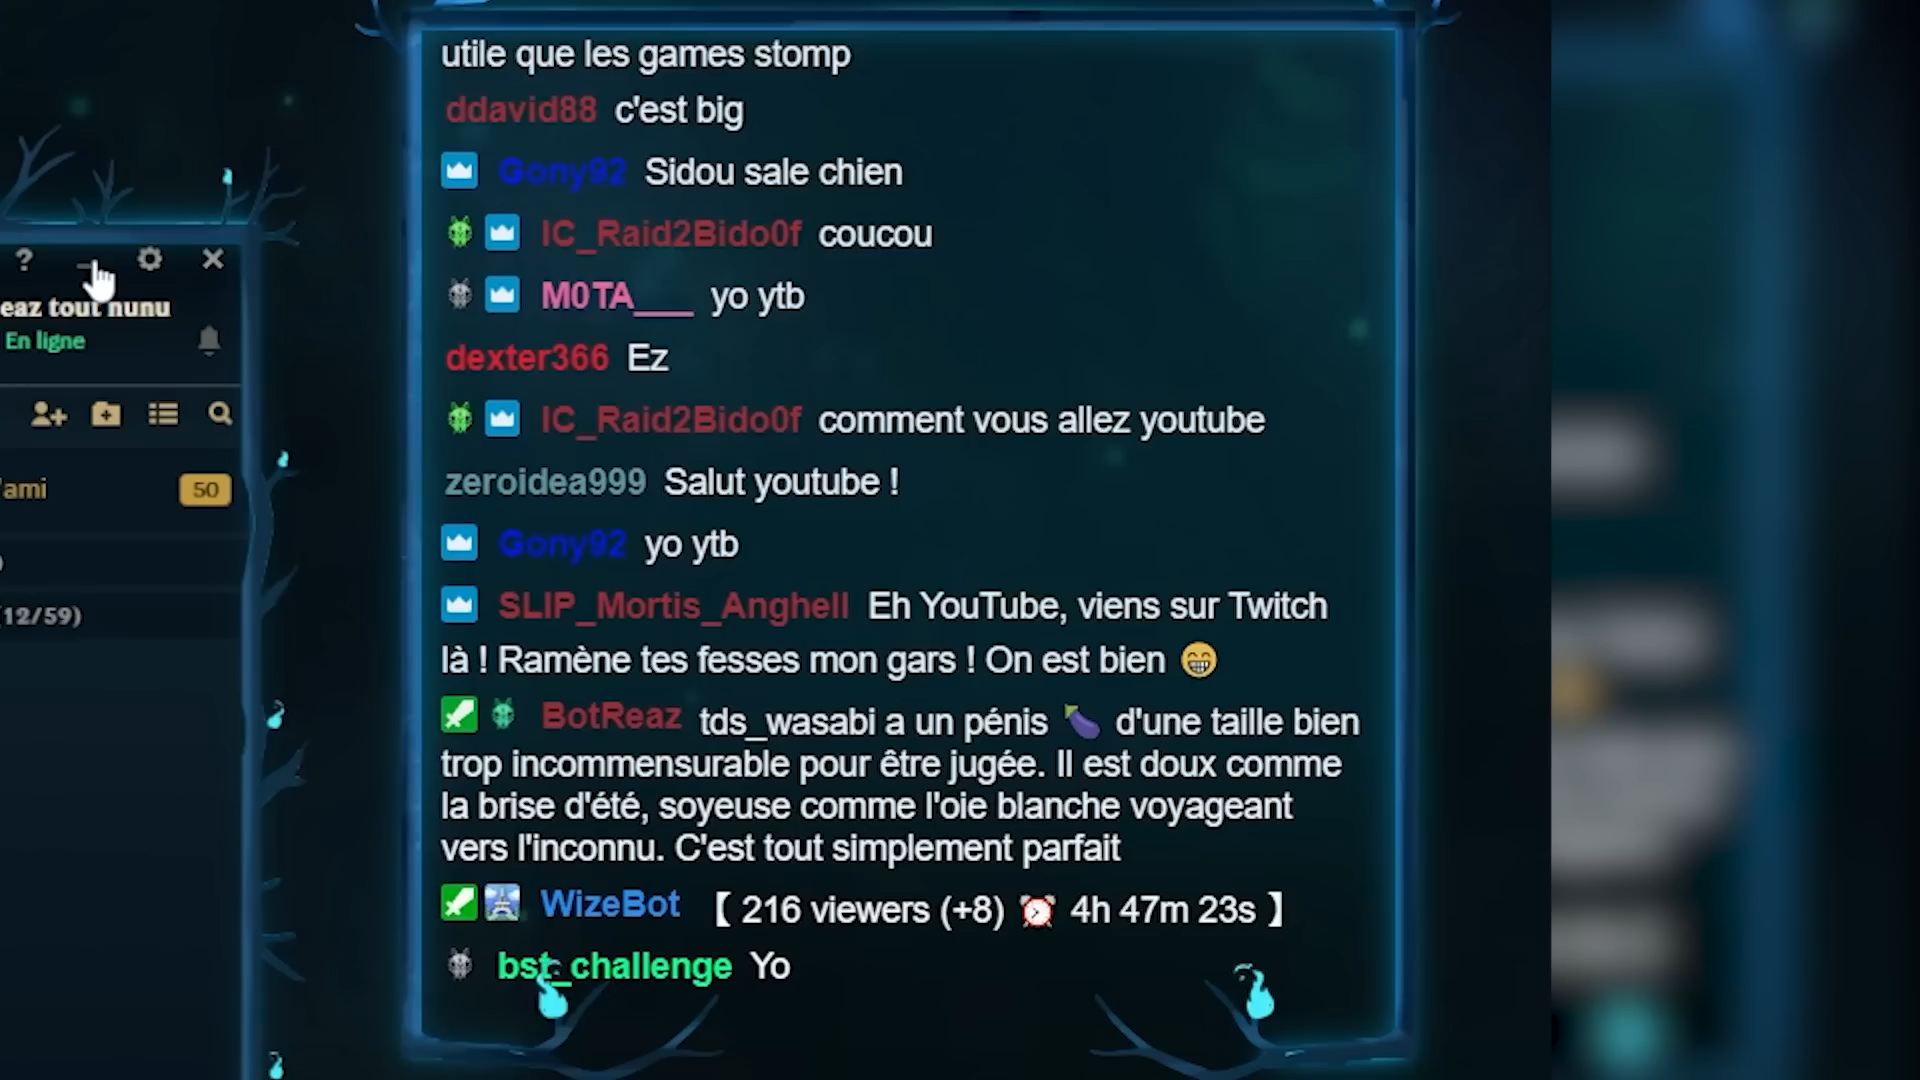 utile que les games stomp
ddavid88 c'est big
Gony92 Sidou sale chien
IC_Raid2Bido0f coucou
M0TA___ yo ytb
dexter366 Ez
IC_Raid2Bido0f comment vous allez youtube
zeroidea999 Salut youtube !
Gony92 yo ytb
SLIP_Mortis_Anghell Eh YouTube, viens sur Twitch
là ! Ramène tes fesses mon gars ! On est bien 😁
BotReaz tds_wasabi a un pénis 🍆 d'une taille bien
trop incommensurable pour être jugée. Il est doux comme
la brise d'été, soyeuse comme l'oie blanche voyageant
vers l'inconnu. C'est tout simplement parfait
WizeBot 【 216 viewers (+8) ⏰ 4h 47m 23s 】
bst_challenge Yo
eaz tout nunu
En ligne
'ami 50
(12/59)